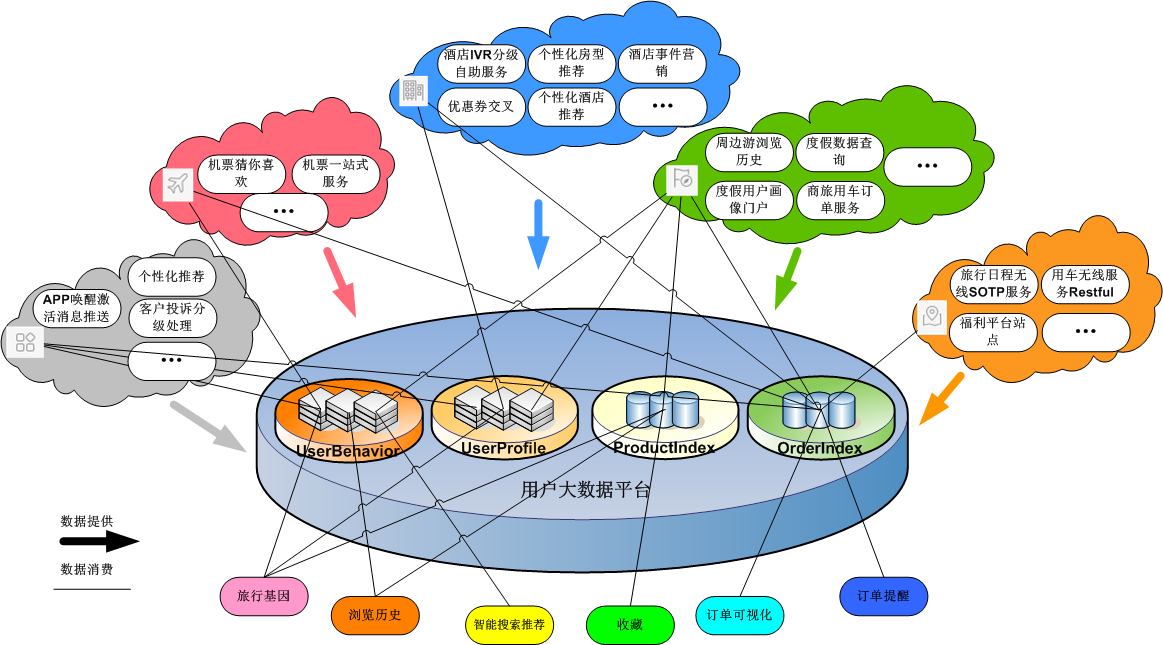 酒店IVR分级
自助服务
个性化房型
推荐
酒店事件营
销
优惠券交叉
个性化酒店
推荐
•••
机票猜你喜
欢
机票一站式
服务
•••
周边游浏览
历史
度假数据查
询
•••
度假用户画
像门户
商旅用车订
单服务
个性化推荐
APP唤醒激
活消息推送
客户投诉分
级处理
•••
旅行日程无
线SOTP服务
用车无线服
务Restful
福利平台站
点
•••
UserBehavior
UserProfile
ProductIndex
OrderIndex
用户大数据平台
数据提供
数据消费
旅行基因
浏览历史
智能搜索推荐
收藏
订单可视化
订单提醒